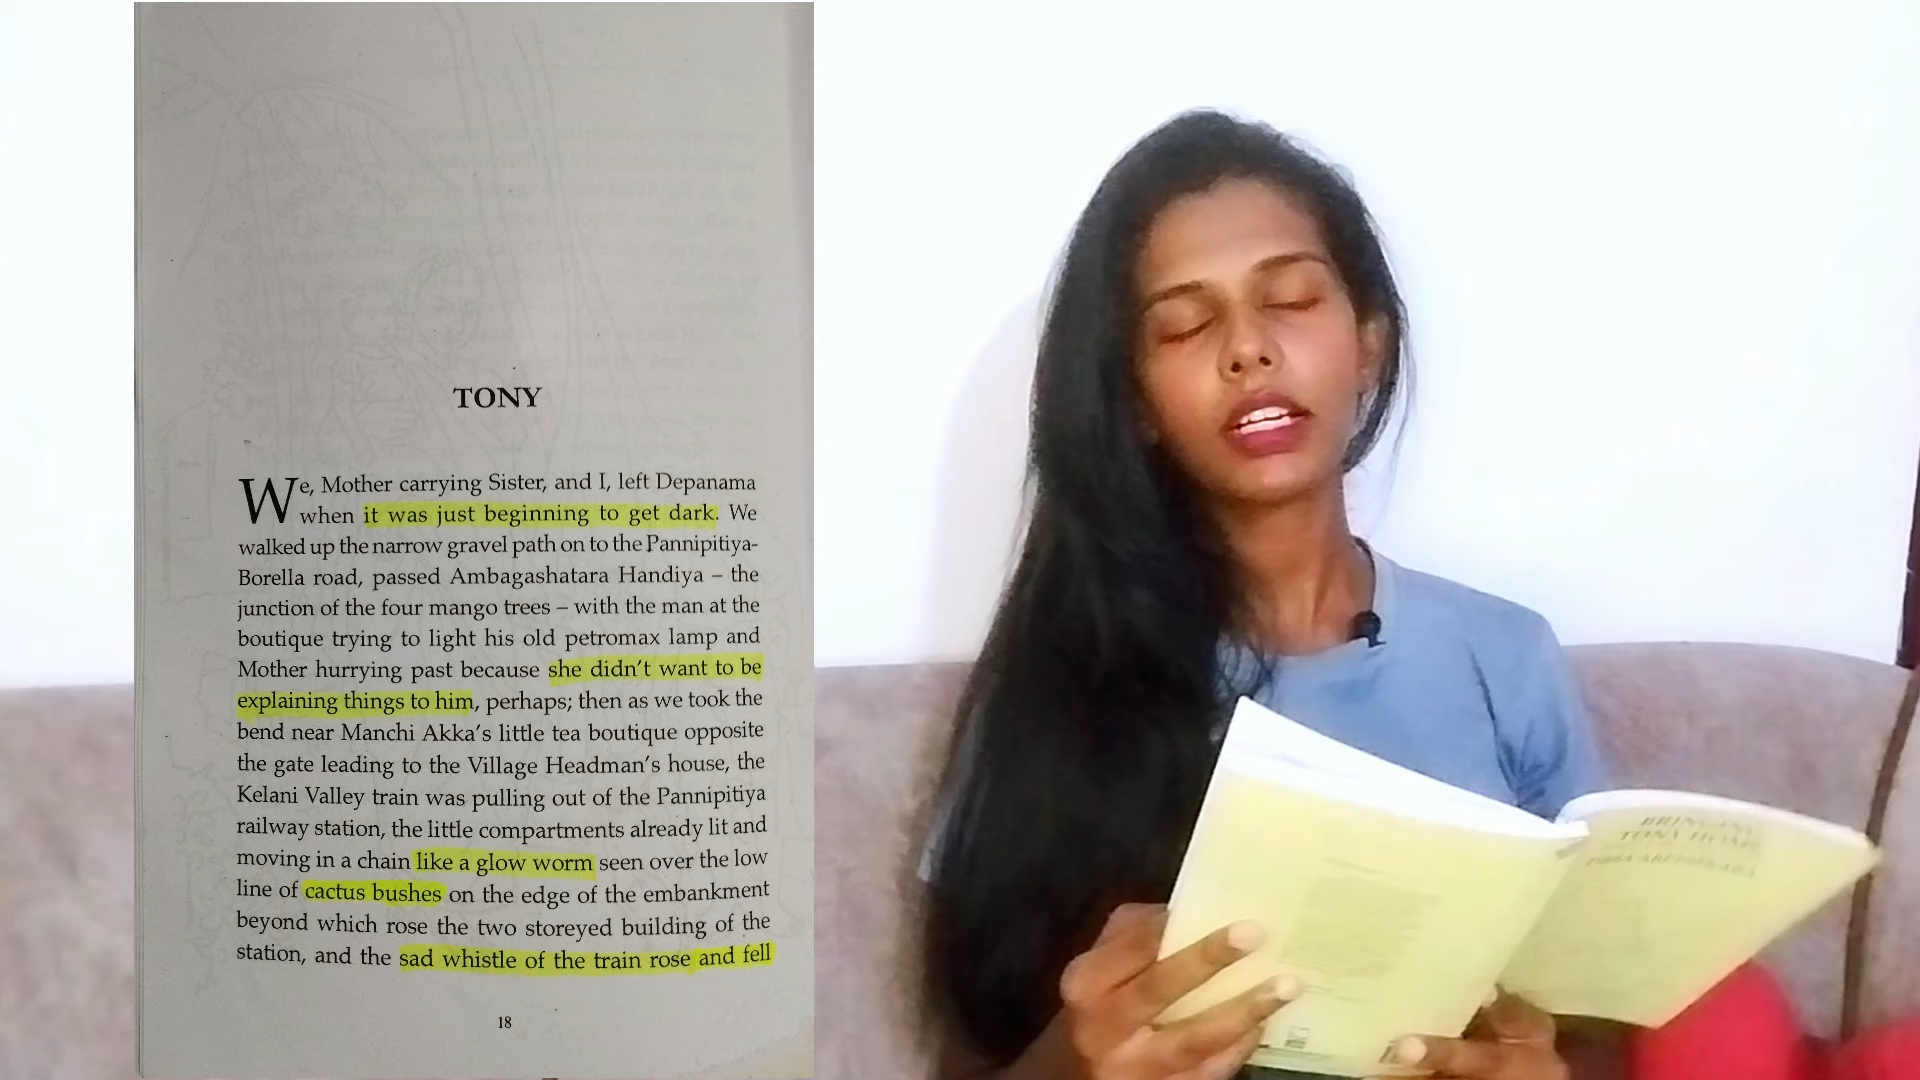 TONY
We, Mother carrying Sister, and I, left Depanama
when it was just beginning to get dark. We
walked up the narrow gravel path on to the Pannipitiya-
Borella road, passed Ambagashatara Handiya – the
junction of the four mango trees – with the man at the
boutique trying to light his old petromax lamp and
Mother hurrying past because she didn't want to be
explaining things to him, perhaps; then as we took the
bend near Manchi Akka's little tea boutique opposite
the gate leading to the Village Headman's house, the
Kelani Valley train was pulling out of the Pannipitiya
railway station, the little compartments already lit and
moving in a chain like a glow worm seen over the low
line of cactus bushes on the edge of the embankment
beyond which rose the two storeyed building of the
station, and the sad whistle of the train rose and fell
18
BRINGING
TONY HOME